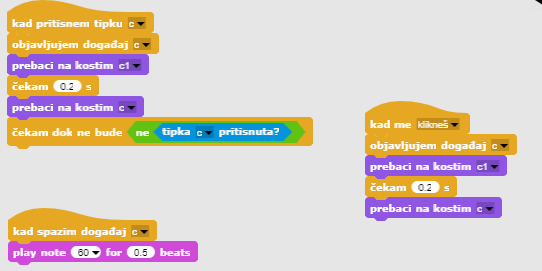 kad pritisnem tipku c
objavljujem događaj c
prebaci na kostim c1
čekam 0.2 s
prebaci na kostim c
čekam dok ne bude ne tipka c pritisnuta?
kad spazim događaj c
play note 60 for 0.5 beats
kad me klikneš
objavljujem događaj c
prebaci na kostim c1
čekam 0.2 s
prebaci na kostim c